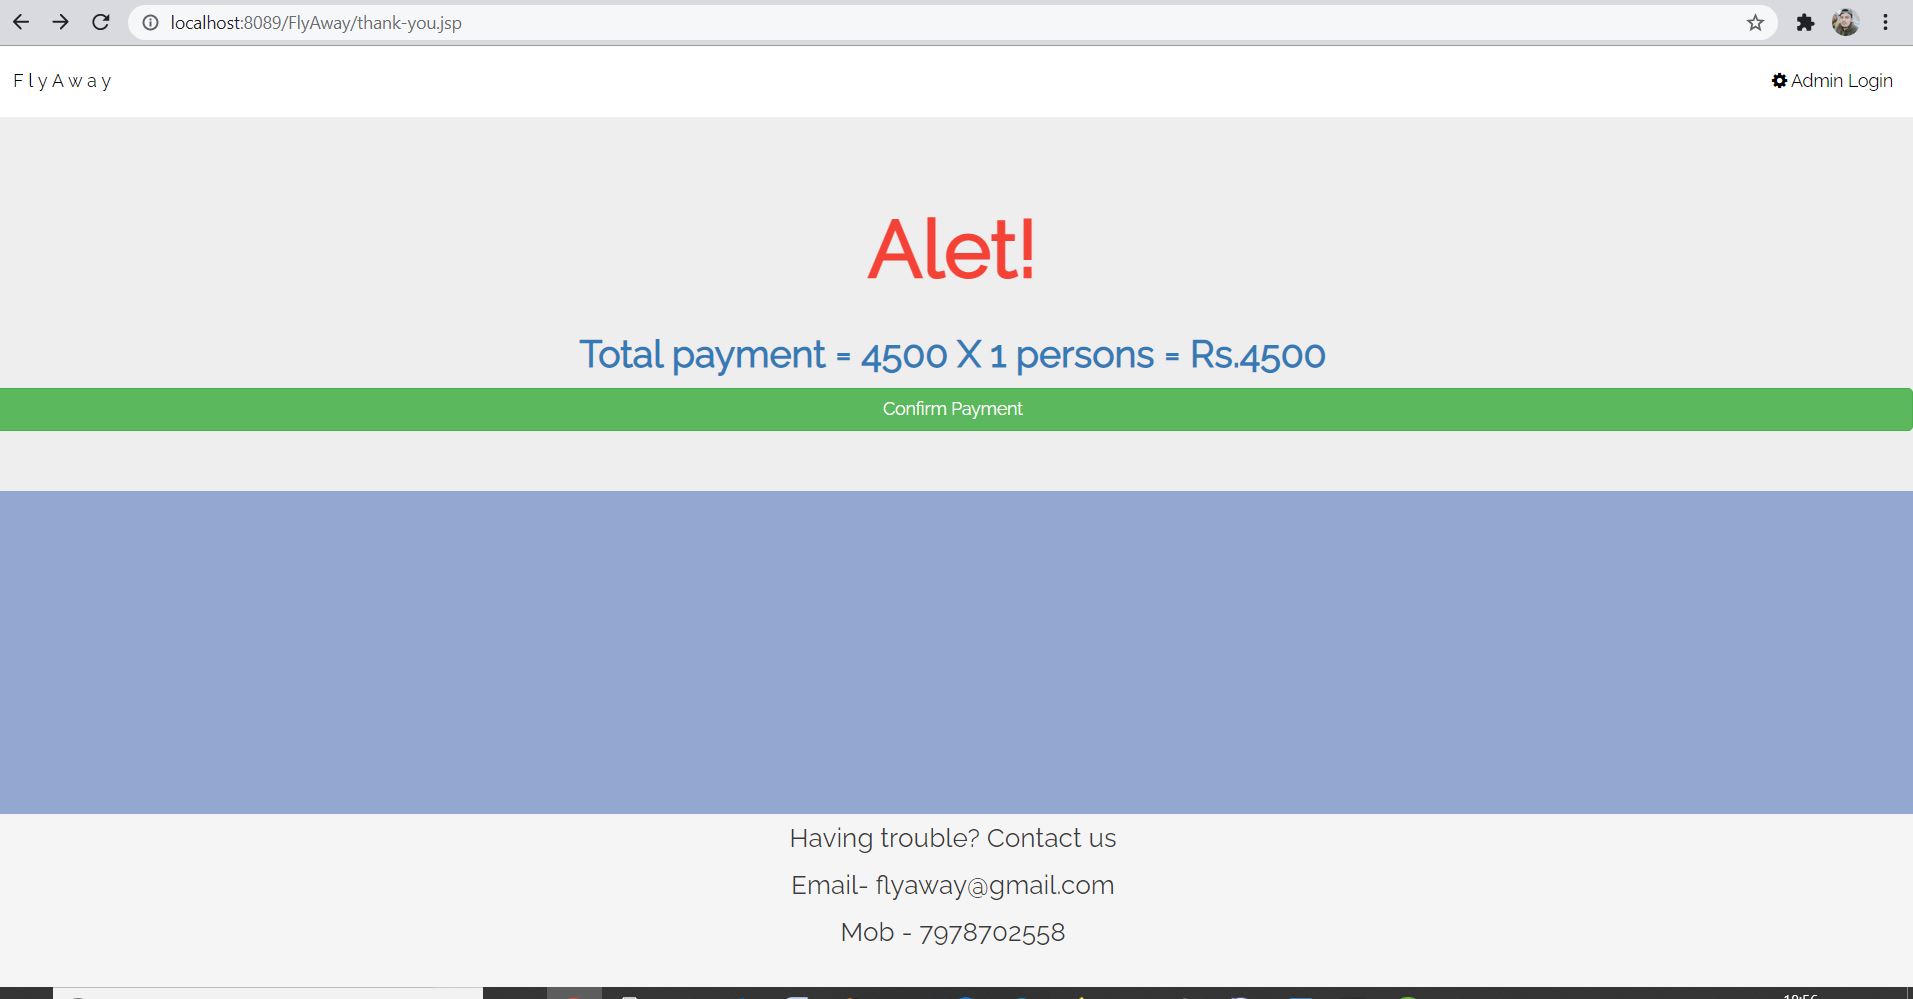 localhost:8089/FlyAway/thank-you.jsp
FlyAway
Admin Login
Alet!
Total payment = 4500 X 1 persons = Rs.4500
Confirm Payment
Having trouble? Contact us
Email- flyaway@gmail.com
Mob - 7978702558